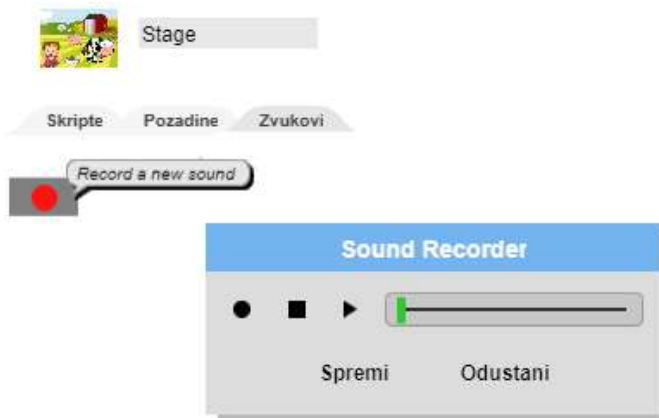 Stage
Skripte Pozadine Zvukovi
Record a new sound
Sound Recorder
Spremi Odustani